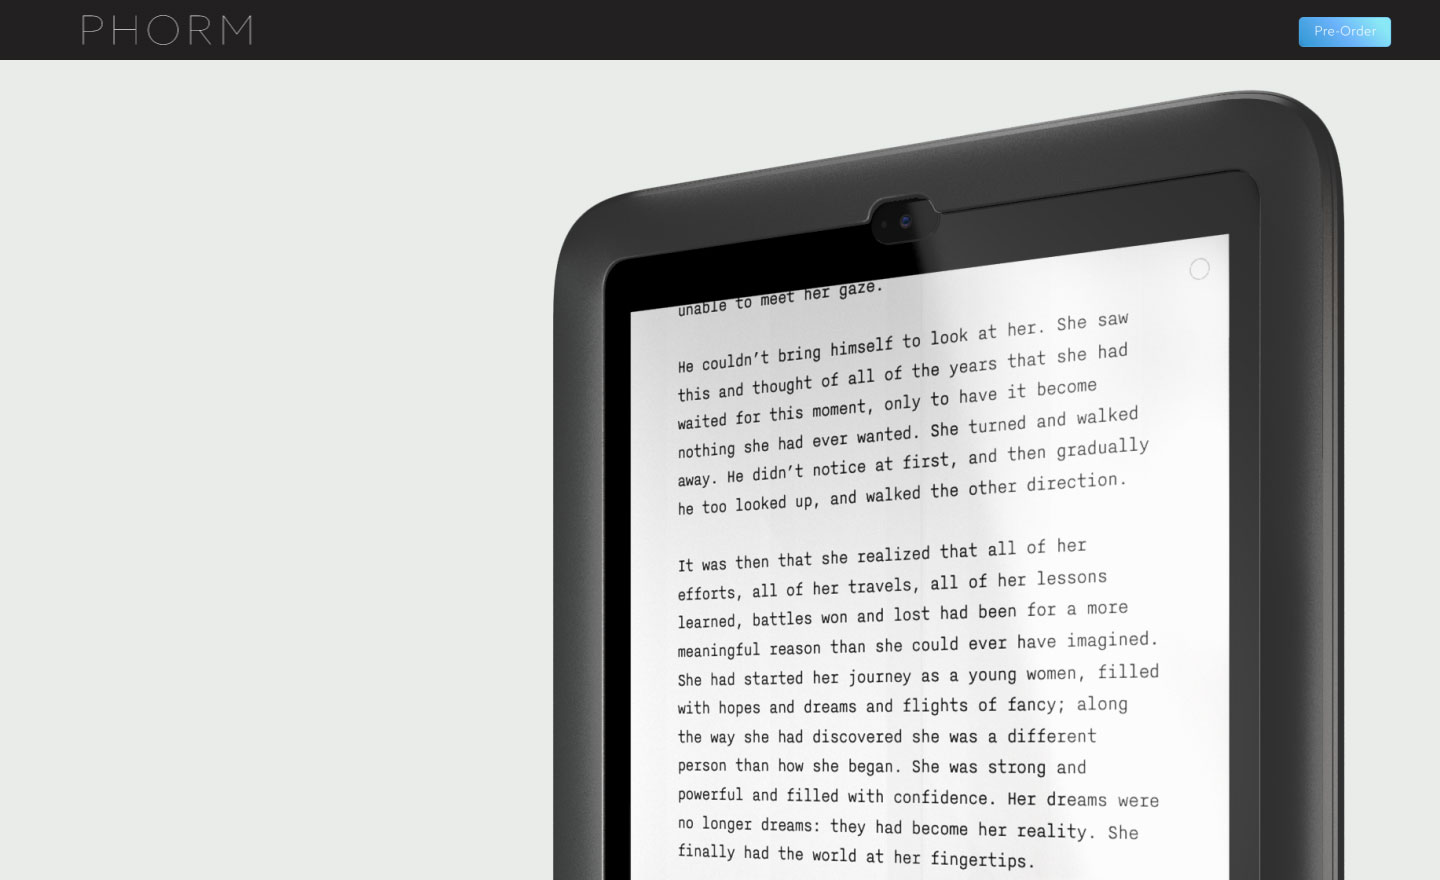 PHORM
Pre-Order
unable to meet her gaze.
He couldn’t bring himself to look at her. She saw
this and thought of all of the years that she had
waited for this moment, only to have it become
nothing she had ever wanted. She turned and walked
away. He didn’t notice at first, and then gradually
he too looked up, and walked the other direction.
It was then that she realized that all of her
efforts, all of her travels, all of her lessons
learned, battles won and lost had been for a more
meaningful reason than she could ever have imagined.
She had started her journey as a young women, filled
with hopes and dreams and flights of fancy; along
the way she had discovered she was a different
person than how she began. She was strong and
powerful and filled with confidence. Her dreams were
no longer dreams: they had become her reality. She
finally had the world at her fingertips.